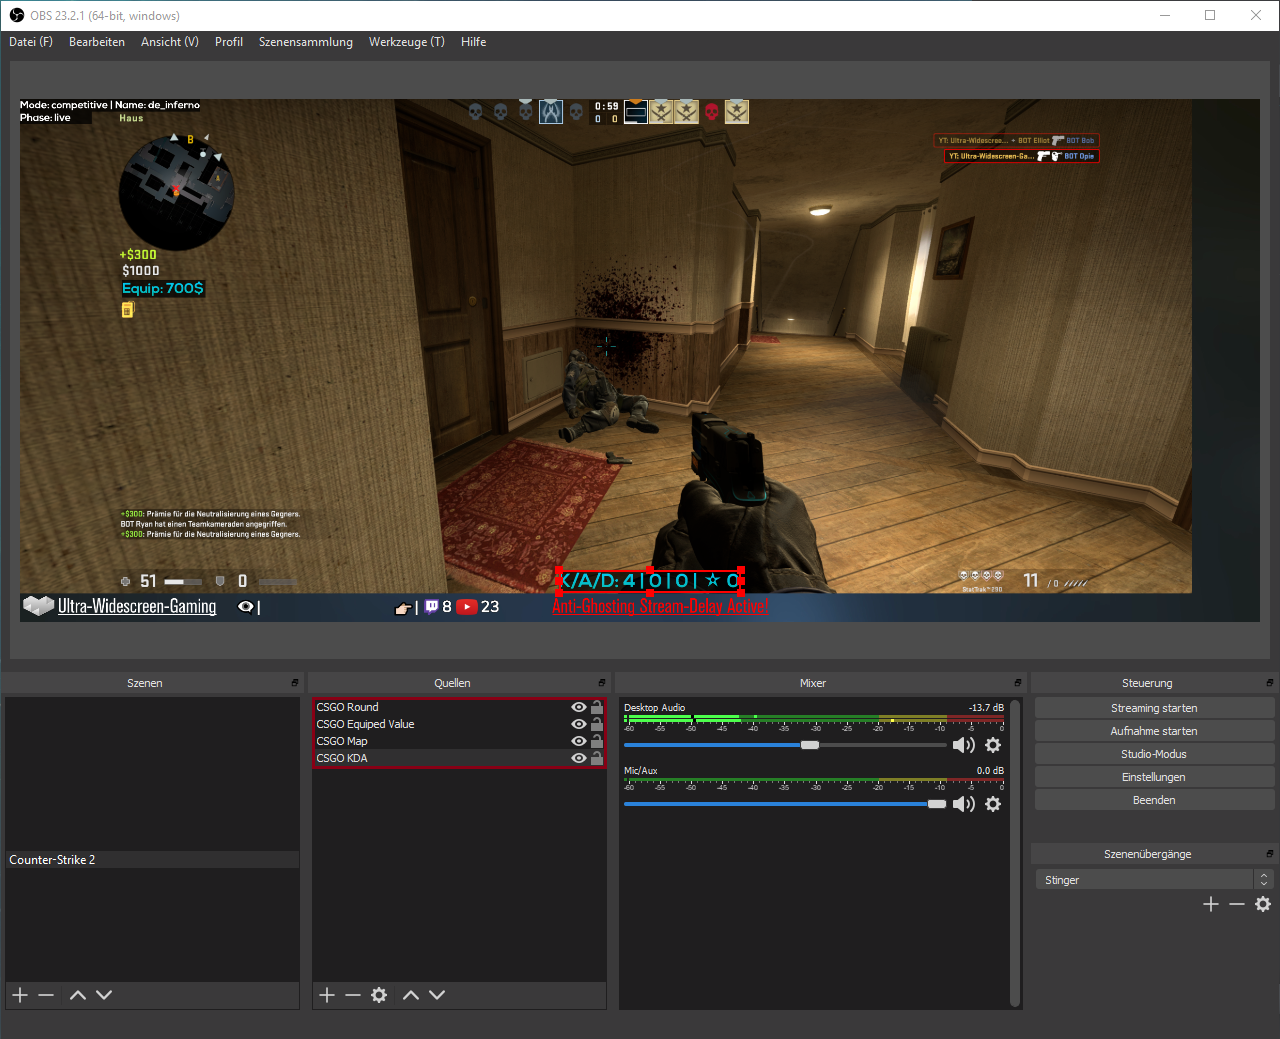 OBS 23.2.1 (64-bit, windows)
Datei (F) Bearbeiten Ansicht (V) Profil Szenensammlung Werkzeuge (T) Hilfe
Mode: competitive | Name: de_inferno
Phase: live
Haus
0:59
0 0
B
YT: Ultra-Widescree... + BOT Elliot BOT Bob
YT: Ultra-Widescreen-Ga... BOT Opie
+$300
$1000
Equip: 700$
+$300: Prämie für die Neutralisierung eines Gegners.
BOT Ryan hat einen Teamkameraden angegriffen.
+$300: Prämie für die Neutralisierung eines Gegners.
51 0
K/A/D: 4 | 0 | 0 | ☆ 0
11 / 0
StatTrak™ 290
Ultra-Widescreen-Gaming | | 8 23
Anti-Ghosting Stream-Delay Active!
Szenen
Counter-Strike 2
Quellen
CSGO Round
CSGO Equiped Value
CSGO Map
CSGO KDA
Mixer
Desktop Audio -13.7 dB
-60 -55 -50 -45 -40 -35 -30 -25 -20 -15 -10 -5 0
Mic/Aux 0.0 dB
-60 -55 -50 -45 -40 -35 -30 -25 -20 -15 -10 -5 0
Steuerung
Streaming starten
Aufnahme starten
Studio-Modus
Einstellungen
Beenden
Szenenübergänge
Stinger